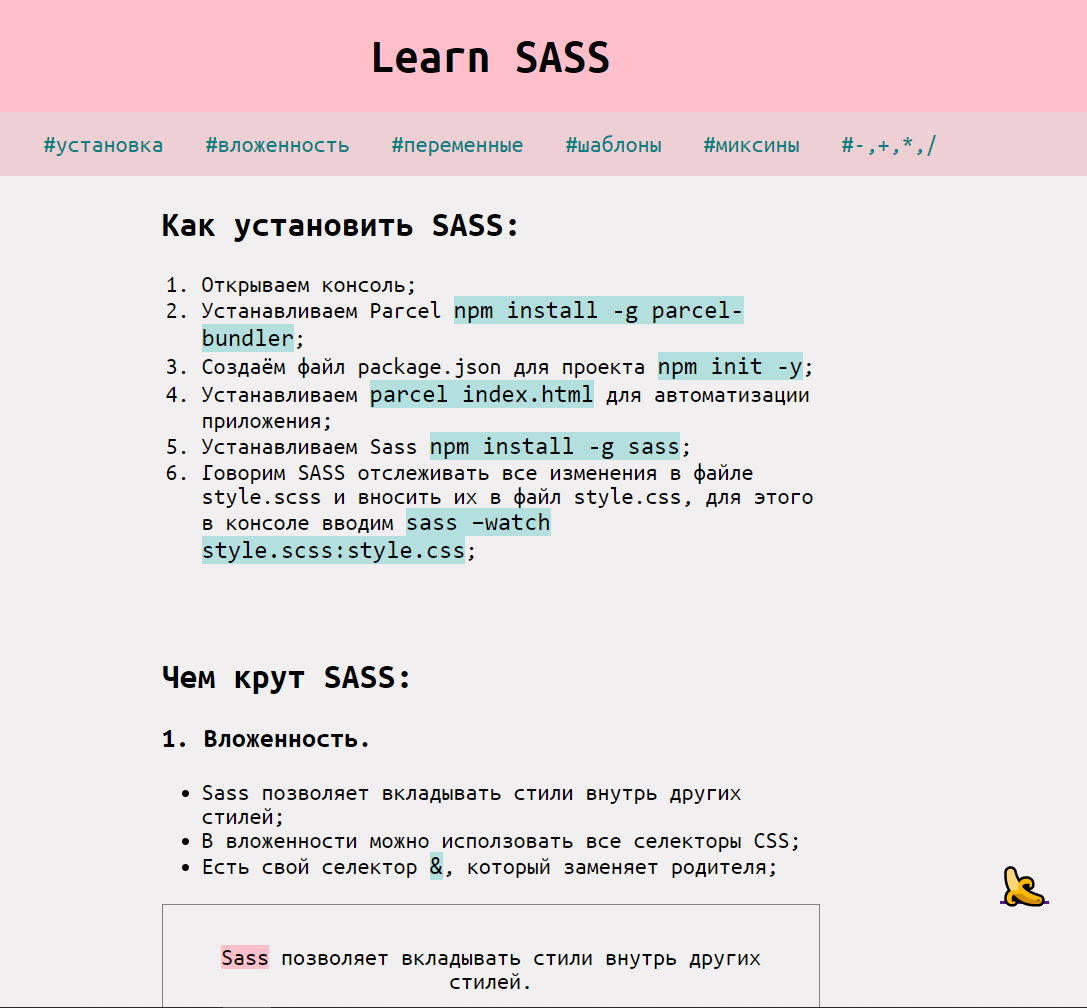 Learn SASS
#установка #вложенность #переменные #шаблоны #миксины #-,+,*,/
Как установить SASS:
1. Открываем консоль;
2. Устанавливаем Parcel npm install -g parcel-
bundler;
3. Создаём файл package.json для проекта npm init -y;
4. Устанавливаем parcel index.html для автоматизации
приложения;
5. Устанавливаем Sass npm install -g sass;
6. Говорим SASS отслеживать все изменения в файле
style.scss и вносить их в файл style.css, для этого
в консоле вводим sass –watch
style.scss:style.css;
Чем крут SASS:
1. Вложенность.
• Sass позволяет вкладывать стили внутрь других
стилей;
• В вложенности можно исползовать все селекторы CSS;
• Есть свой селектор &, который заменяет родителя;
Sass позволяет вкладывать стили внутрь других
стилей.